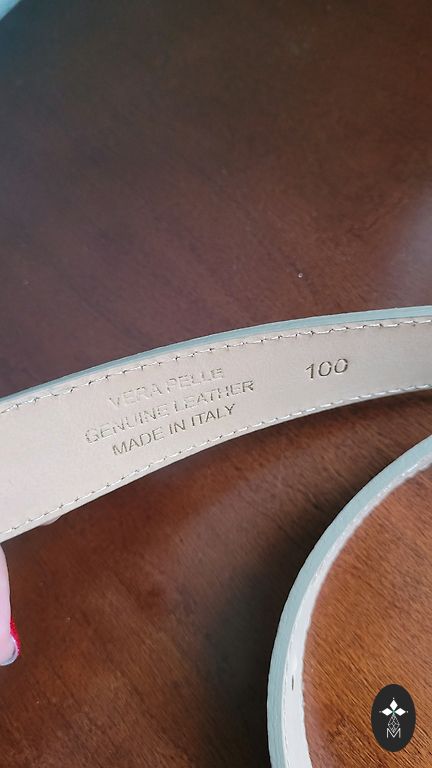 VERA PELLE
GENUINE LEATHER
MADE IN ITALY
100
M